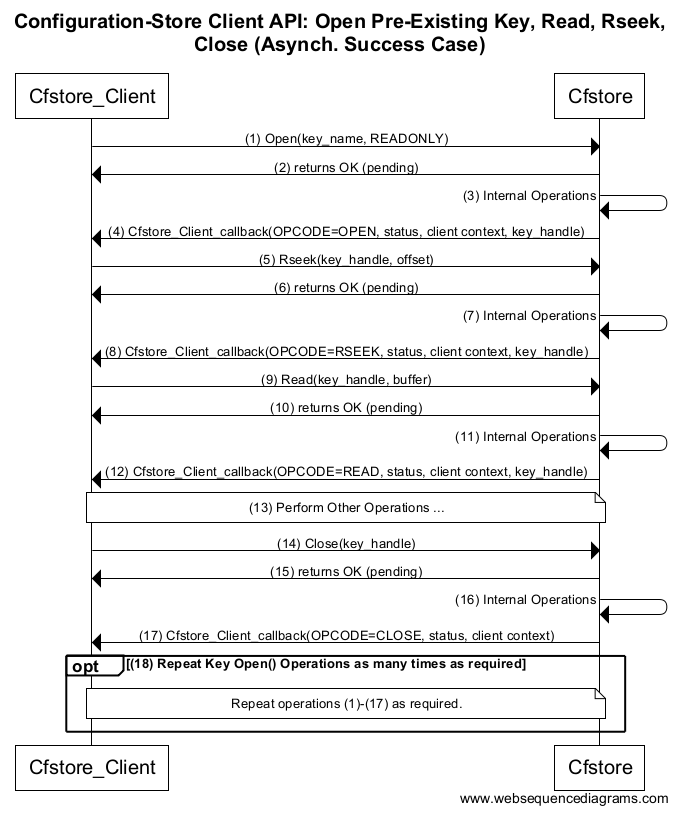 Configuration-Store Client API: Open Pre-Existing Key, Read, Rseek,
Close (Asynch. Success Case)
Cfstore_Client
Cfstore
(1) Open(key_name, READONLY)
(2) returns OK (pending)
(3) Internal Operations
(4) Cfstore_Client_callback(OPCODE=OPEN, status, client context, key_handle)
(5) Rseek(key_handle, offset)
(6) returns OK (pending)
(7) Internal Operations
(8) Cfstore_Client_callback(OPCODE=RSEEK, status, client context, key_handle)
(9) Read(key_handle, buffer)
(10) returns OK (pending)
(11) Internal Operations
(12) Cfstore_Client_callback(OPCODE=READ, status, client context, key_handle)
(13) Perform Other Operations ...
(14) Close(key_handle)
(15) returns OK (pending)
(16) Internal Operations
(17) Cfstore_Client_callback(OPCODE=CLOSE, status, client context)
opt
[(18) Repeat Key Open() Operations as many times as required]
Repeat operations (1)-(17) as required.
Cfstore_Client
Cfstore
www.websequencediagrams.com